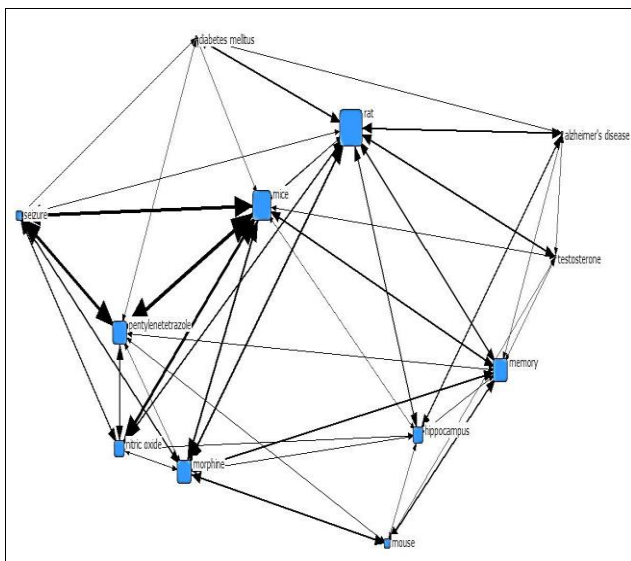 diabetes mellitus
rat
alzheimer's disease
mice
seizure
testosterone
pentylenetetrazole
memory
hippocampus
nitric oxide
morphine
mouse